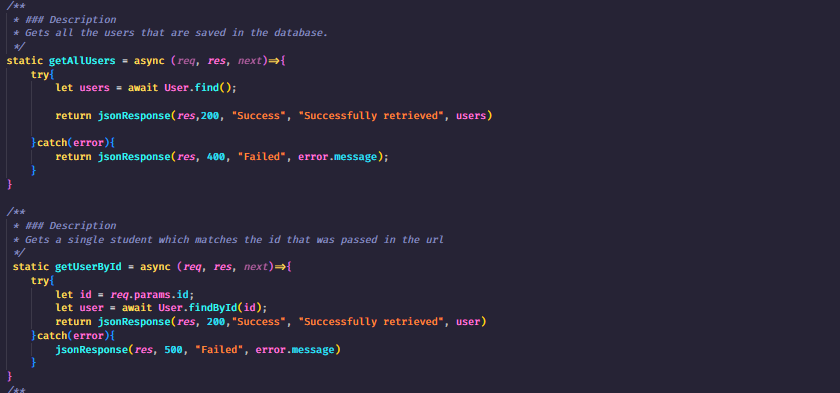 /**
 * ### Description
 * Gets all the users that are saved in the database.
 */
static getAllUsers = async (req, res, next)=>{
    try{
        let users = await User.find();

        return jsonResponse(res,200, "Success", "Successfully retrieved", users)

    }catch(error){
        return jsonResponse(res, 400, "Failed", error.message);
    }
}

/**
 * ### Description
 * Gets a single student which matches the id that was passed in the url
 */
 static getUserById = async (req, res, next)=>{
    try{
        let id = req.params.id;
        let user = await User.findById(id);
        return jsonResponse(res, 200,"Success", "Successfully retrieved", user)
    }catch(error){
        jsonResponse(res, 500, "Failed", error.message)
    }
}
/**